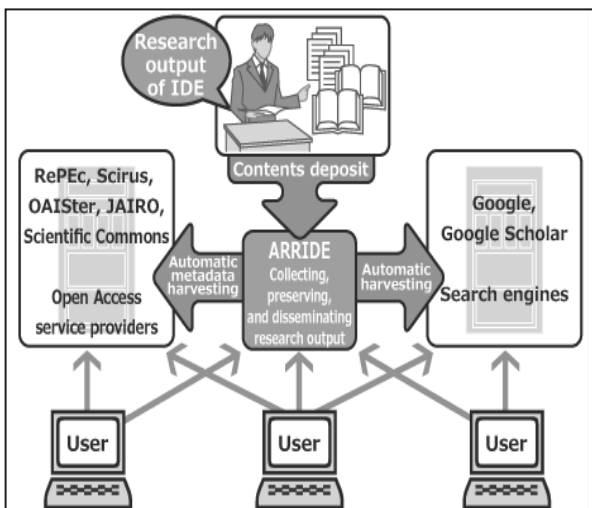 Research
output
of IDE
Contents deposit
RePEc, Scirus,
OAISter, JAIRO,
Scientific Commons
Open Access
service providers
Automatic
metadata
harvesting
ARRIDE
Collecting,
preserving,
and disseminating
research output
Automatic
harvesting
Google,
Google Scholar
Search engines
User
User
User